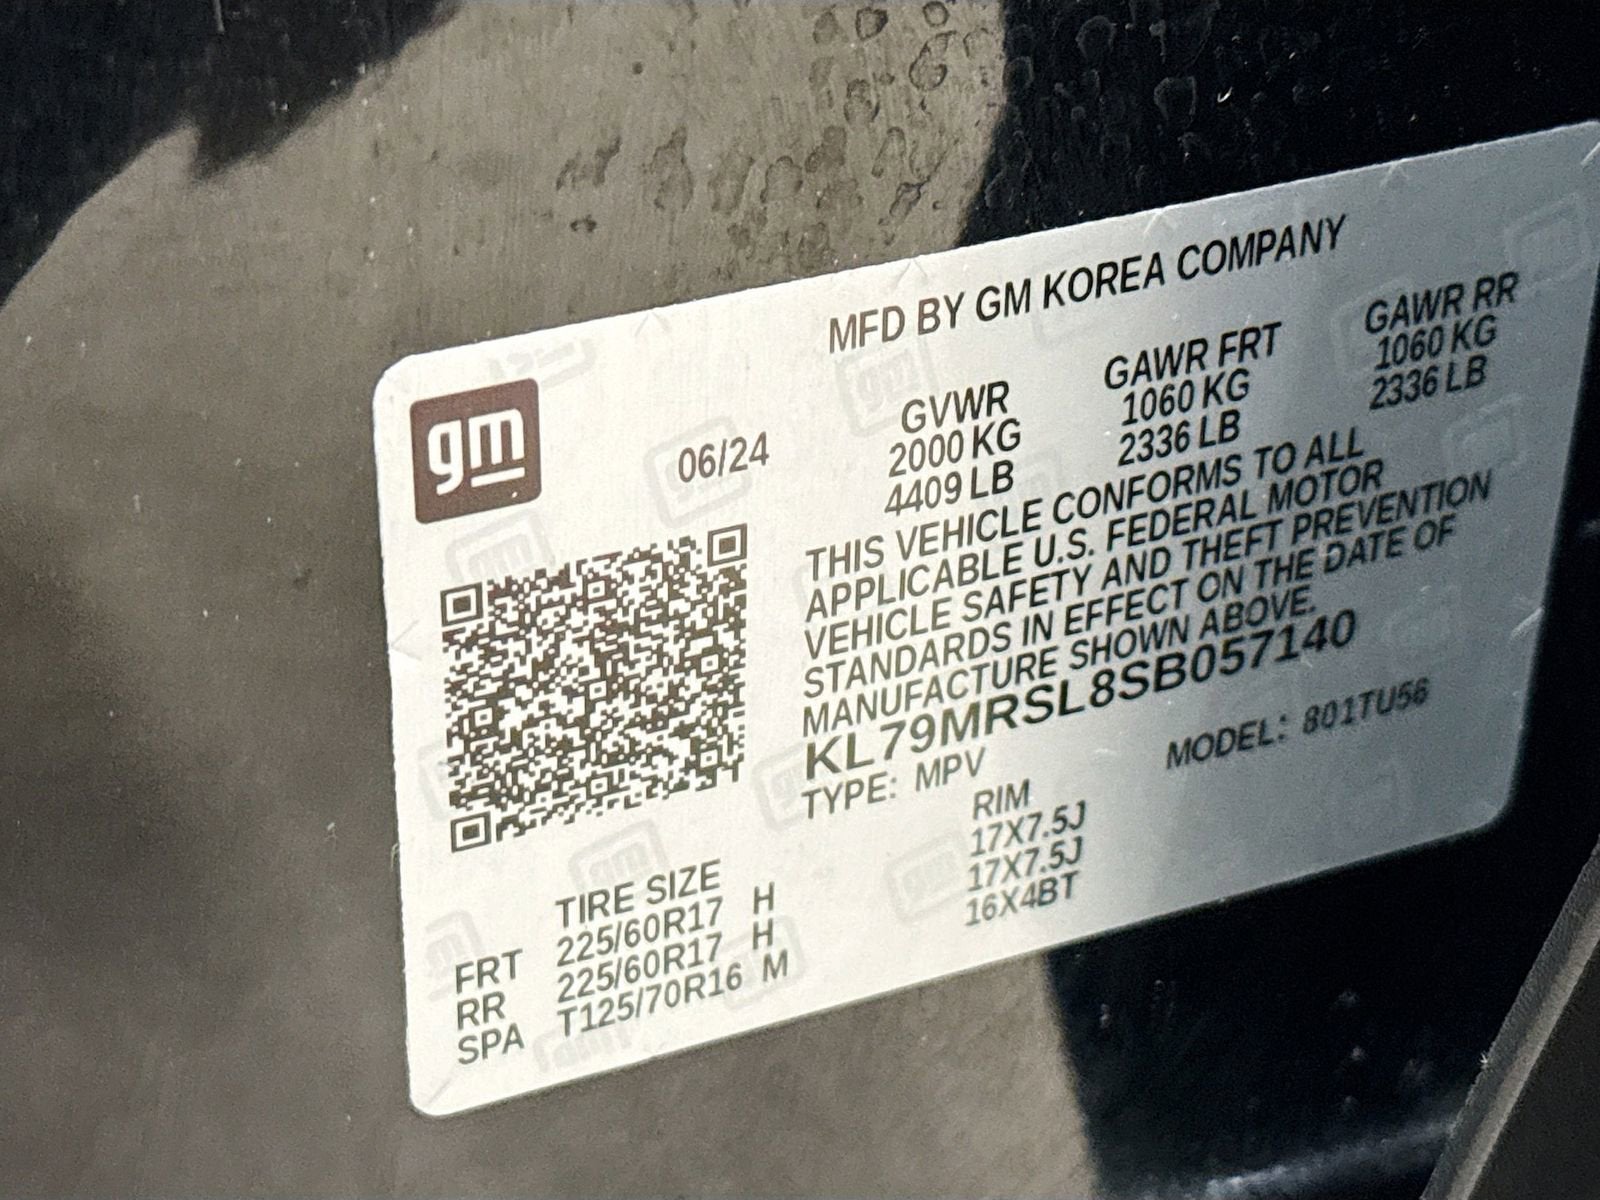 MFD BY GM KOREA COMPANY
gm
06/24
GVWR GAWR FRT GAWR RR
2000 KG 1060 KG 1060 KG
4409 LB 2336 LB 2336 LB
THIS VEHICLE CONFORMS TO ALL
APPLICABLE U.S. FEDERAL MOTOR
VEHICLE SAFETY AND THEFT PREVENTION
STANDARDS IN EFFECT ON THE DATE OF
MANUFACTURE SHOWN ABOVE.
KL79MRSL8SB057140
TYPE: MPV MODEL: 801TU56
TIRE SIZE RIM
FRT 225/60R17 H 17X7.5J
RR 225/60R17 H 17X7.5J
SPA T125/70R16 M 16X4BT